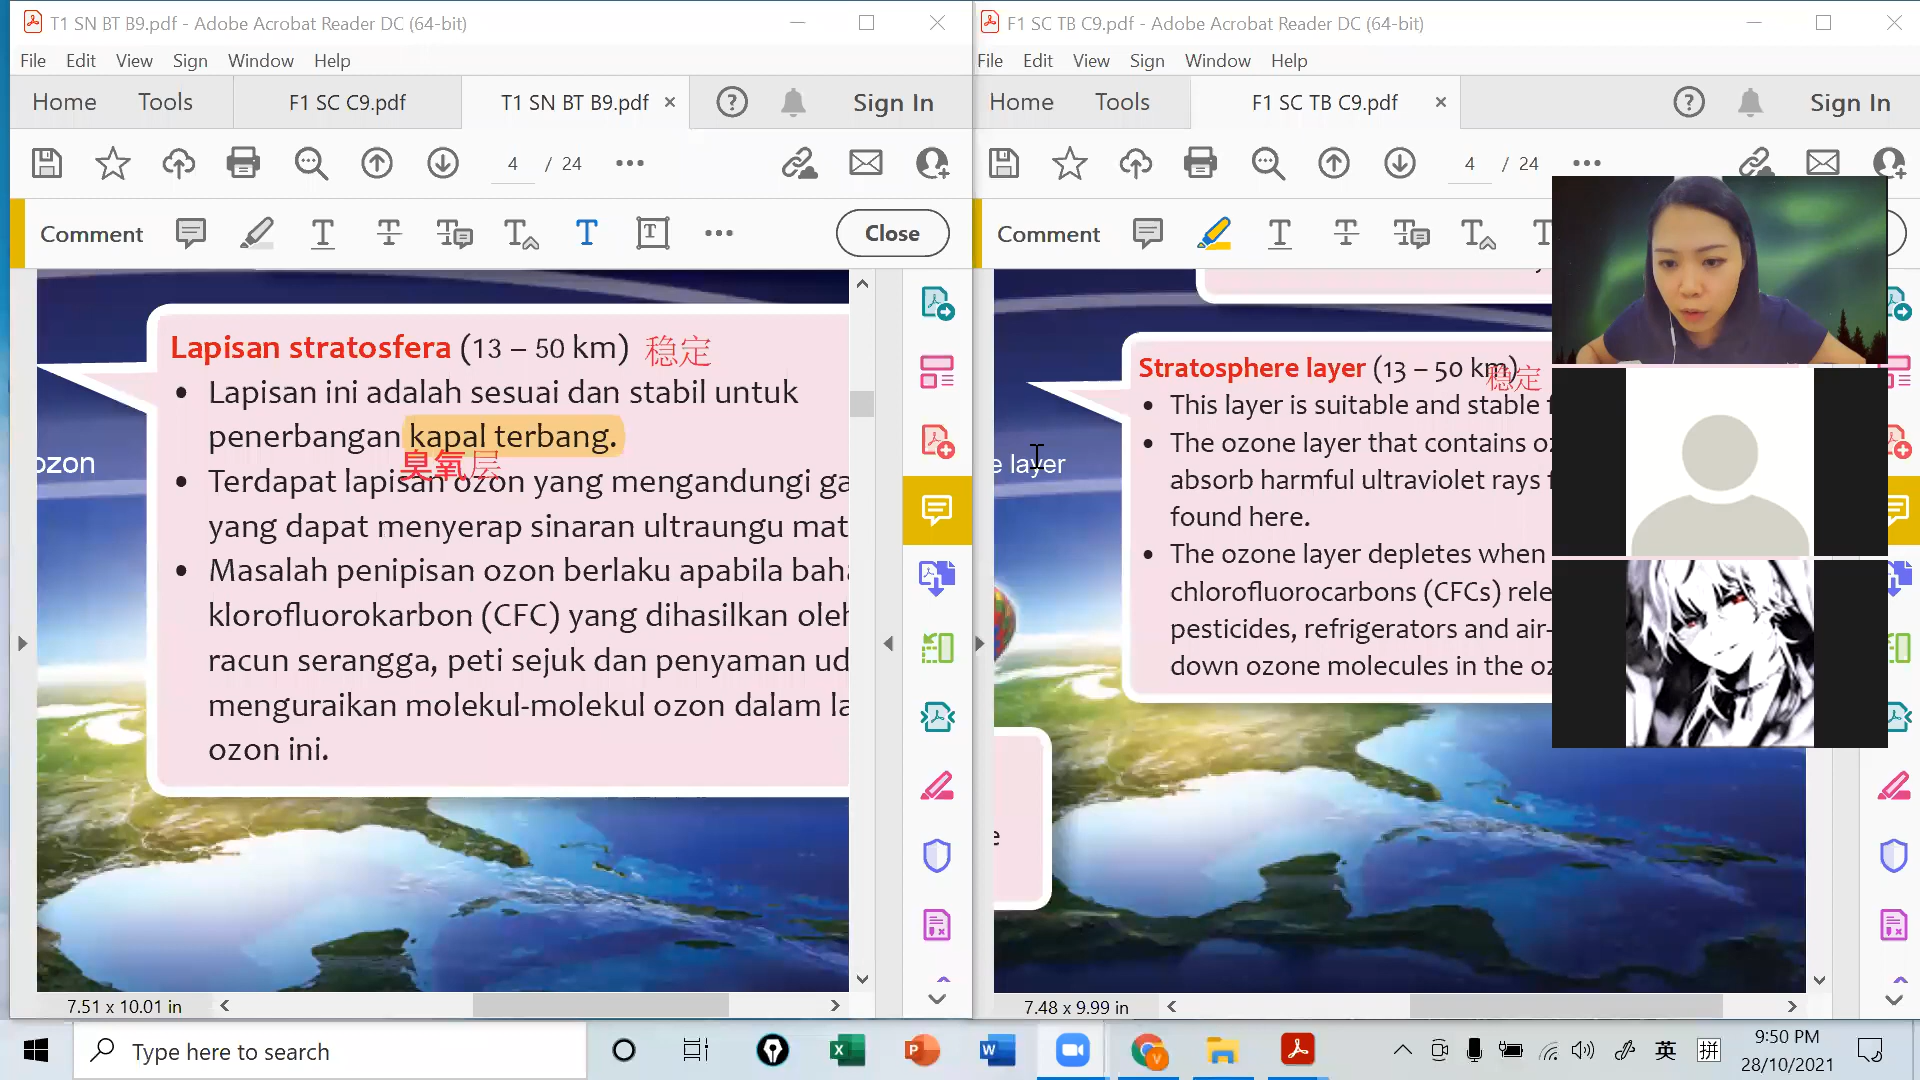 T1 SN BT B9.pdf - Adobe Acrobat Reader DC (64-bit)
File Edit View Sign Window Help
Home Tools F1 SC C9.pdf T1 SN BT B9.pdf × Sign In
4 / 24
Comment Close
Lapisan stratosfera (13 – 50 km) 稳定
• Lapisan ini adalah sesuai dan stabil untuk
penerbangan kapal terbang.
臭氧层
ozon
• Terdapat lapisan ozon yang mengandungi ga
yang dapat menyerap sinaran ultraungu mat
• Masalah penipisan ozon berlaku apabila bah
klorofluorokarbon (CFC) yang dihasilkan oleh
racun serangga, peti sejuk dan penyaman ud
menguraikan molekul-molekul ozon dalam la
ozon ini.
7.51 x 10.01 in
F1 SC TB C9.pdf - Adobe Acrobat Reader DC (64-bit)
File Edit View Sign Window Help
Home Tools F1 SC TB C9.pdf × Sign In
4 / 24
Comment
Stratosphere layer (13 – 50 km)
稳定
• This layer is suitable and stable f
• The ozone layer that contains oz
e layer
absorb harmful ultraviolet rays f
found here.
• The ozone layer depletes when
chlorofluorocarbons (CFCs) rele
pesticides, refrigerators and air-
down ozone molecules in the oz
e
7.48 x 9.99 in
Type here to search
英 拼
9:50 PM
28/10/2021